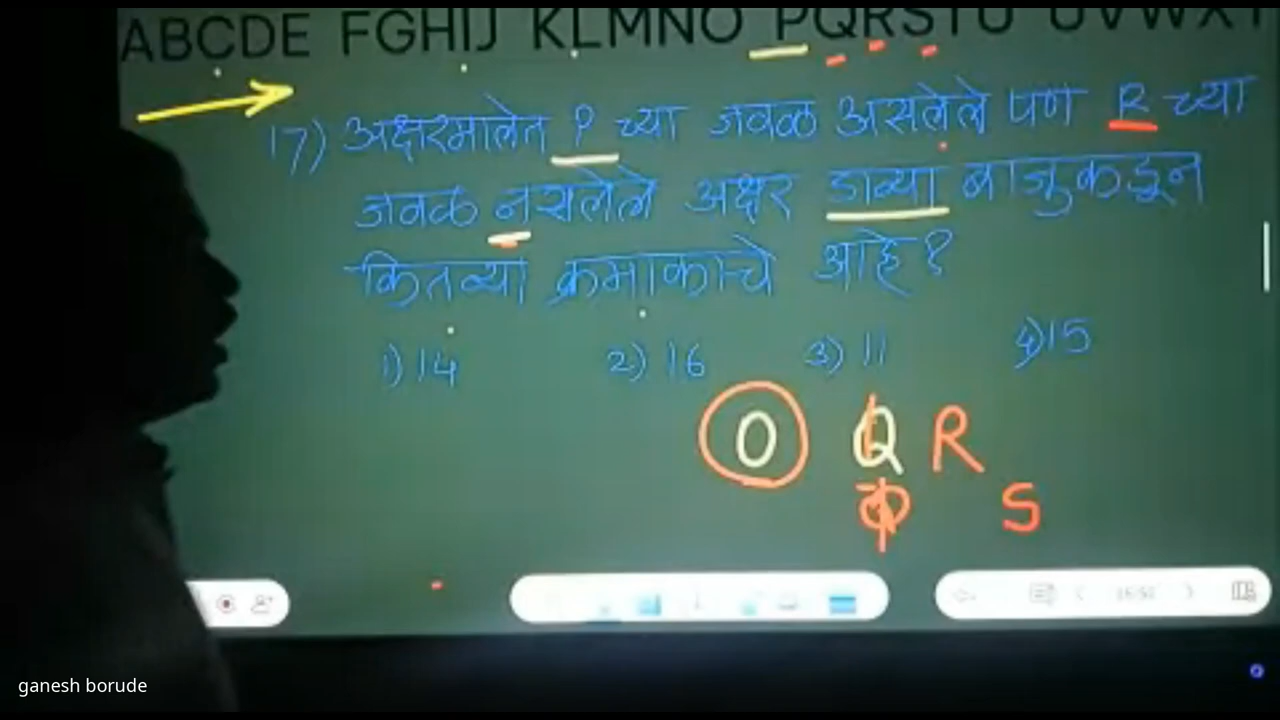 ABCDE FGHIJ KLMNO PQRSTU UVWXY
17) अक्षरमालेत P च्या जवळ असलेले पण R च्या
जवळ नसलेले अक्षर डाव्या बाजुकडून
कितव्या क्रमाकाचे आहे?
1) 14 2) 16 3) 11 4) 15
O Q R
S
ganesh borude